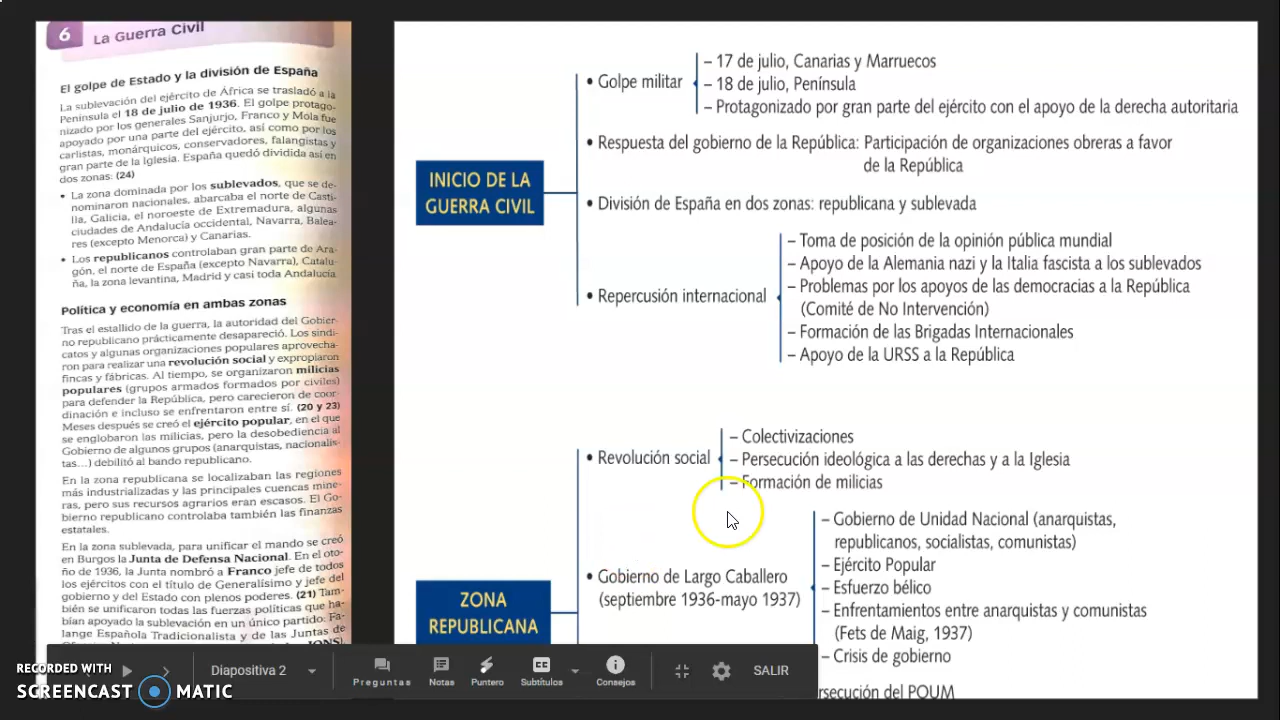 6 La Guerra Civil
El golpe de Estado y la división de España
La sublevación del ejército de África se trasladó a la
Península el 18 de julio de 1936. El golpe protago-
nizado por los generales Sanjurjo, Franco y Mola fue
apoyado por una parte del ejército, así como por los
carlistas, monárquicos, conservadores, falangistas y
gran parte de la Iglesia. España quedó dividida así en
dos zonas: (24)
• La zona dominada por los sublevados, que se de-
nominaron nacionales, abarcaba el norte de Casti-
lla, Galicia, el noroeste de Extremadura, algunas
ciudades de Andalucía occidental, Navarra, Balea-
res (excepto Menorca) y Canarias.
• Los republicanos controlaban gran parte de Ara-
gón, el norte de España (excepto Navarra), Catalu-
ña, la zona levantina, Madrid y casi toda Andalucía.
Política y economía en ambas zonas
Tras el estallido de la guerra, la autoridad del Gobier-
no republicano prácticamente desapareció. Los sindi-
catos y algunas organizaciones populares aprovecha-
ron para realizar una revolución social y expropiaron
fincas y fábricas. Al tiempo, se organizaron milicias
populares (grupos armados formados por civiles)
para defender la República, pero carecieron de coor-
dinación e incluso se enfrentaron entre sí. (20 y 23)
Meses después se creó el ejército popular, en el que
se englobaron las milicias, pero la desobediencia al
Gobierno de algunos grupos (anarquistas, nacionalis-
tas...) debilitó al bando republicano.
En la zona republicana se localizaban las regiones
más industrializadas y las principales cuencas mine-
ras, pero sus recursos agrarios eran escasos. El Go-
bierno republicano controlaba también las finanzas
estatales.
En la zona sublevada, para unificar el mando se creó
en Burgos la Junta de Defensa Nacional. En el oto-
ño de 1936, la Junta nombró a Franco jefe de todos
los ejércitos con el título de Generalísimo y jefe del
gobierno y del Estado con plenos poderes. (21) Tam-
bién se unificaron todas las fuerzas políticas que ha-
bían apoyado la sublevación en un único partido: Fa-
lange Española Tradicionalista y de las Juntas de
JONS)
INICIO DE LA
GUERRA CIVIL
• Golpe militar
– 17 de julio, Canarias y Marruecos
– 18 de julio, Península
– Protagonizado por gran parte del ejército con el apoyo de la derecha autoritaria
• Respuesta del gobierno de la República: Participación de organizaciones obreras a favor
de la República
• División de España en dos zonas: republicana y sublevada
• Repercusión internacional
– Toma de posición de la opinión pública mundial
– Apoyo de la Alemania nazi y la Italia fascista a los sublevados
– Problemas por los apoyos de las democracias a la República
(Comité de No Intervención)
– Formación de las Brigadas Internacionales
– Apoyo de la URSS a la República
ZONA
REPUBLICANA
• Revolución social
– Colectivizaciones
– Persecución ideológica a las derechas y a la Iglesia
– Formación de milicias
• Gobierno de Largo Caballero
(septiembre 1936-mayo 1937)
– Gobierno de Unidad Nacional (anarquistas,
republicanos, socialistas, comunistas)
– Ejército Popular
– Esfuerzo bélico
– Enfrentamientos entre anarquistas y comunistas
(Fets de Maig, 1937)
– Crisis de gobierno
rsecución del POUM
Diapositiva 2
Preguntas
Notas
Puntero
Subtítulos
Consejos
SALIR
RECORDED WITH
SCREENCAST MATIC